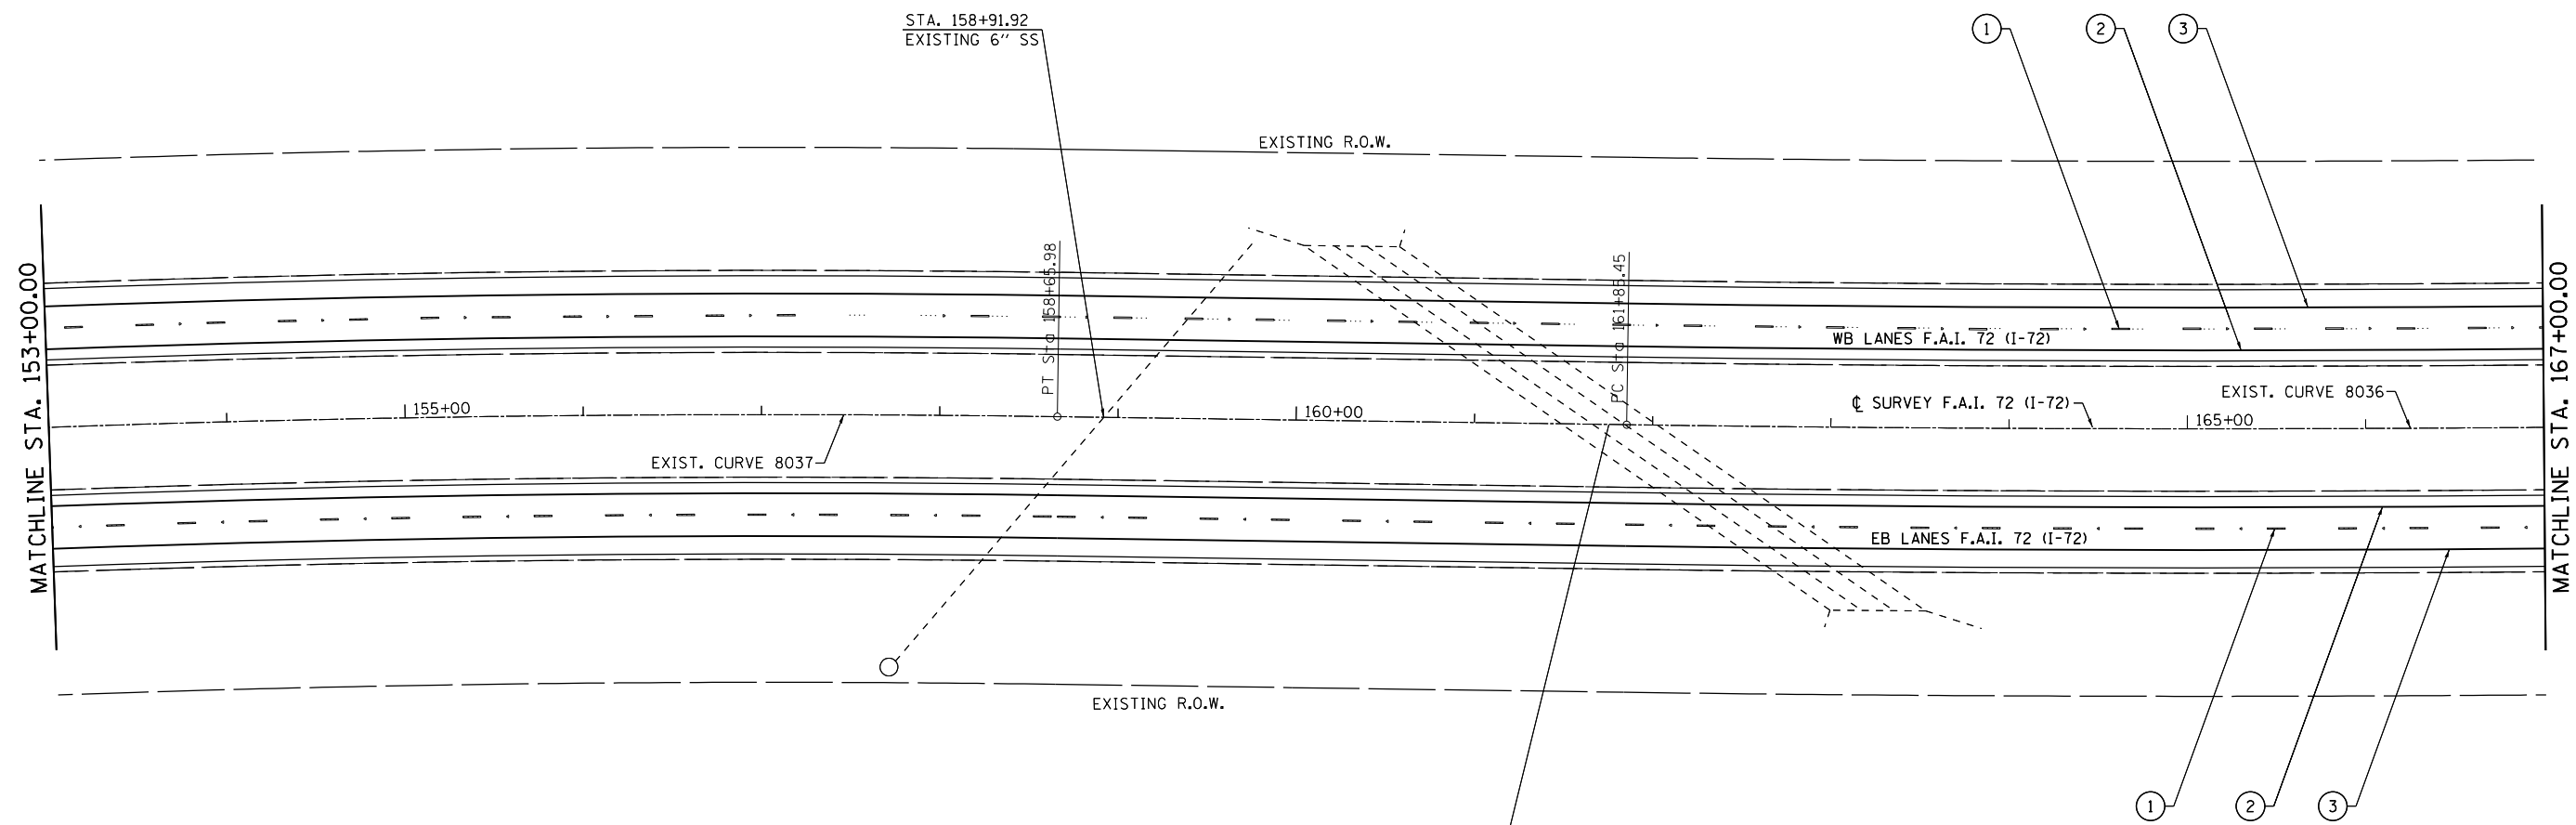 STA. 158+91.92
EXISTING 6" SS
1
2
3
EXISTING R.O.W.
MATCHLINE STA. 153+00.00
PT Sta 158+65.98
PC Sta 161+85.45
MATCHLINE STA. 167+00.00
WB LANES F.A.I. 72 (I-72)
EXIST. CURVE 8036
℄ SURVEY F.A.I. 72 (I-72)
155+00
160+00
165+00
EXIST. CURVE 8037
EB LANES F.A.I. 72 (I-72)
EXISTING R.O.W.
1
2
3